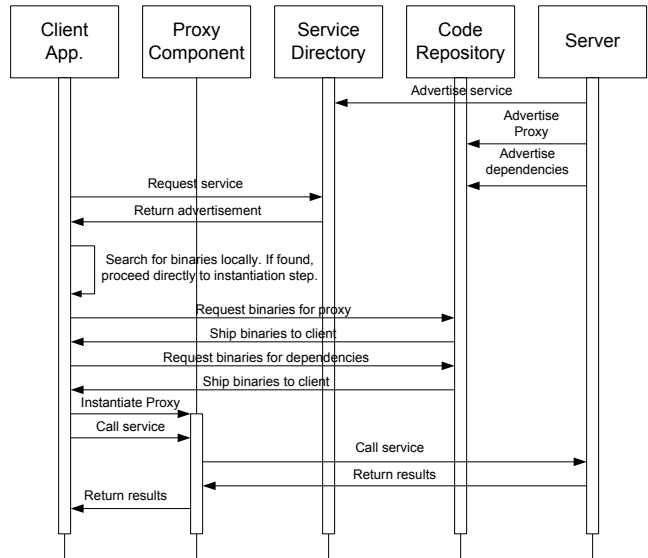 Client
App.
Proxy
Component
Service
Directory
Code
Repository
Server
Advertise service
Advertise
Proxy
Advertise
dependencies
Request service
Return advertisement
Search for binaries locally. If found,
proceed directly to instantiation step.
Request binaries for proxy
Ship binaries to client
Request binaries for dependencies
Ship binaries to client
Instantiate Proxy
Call service
Call service
Return results
Return results